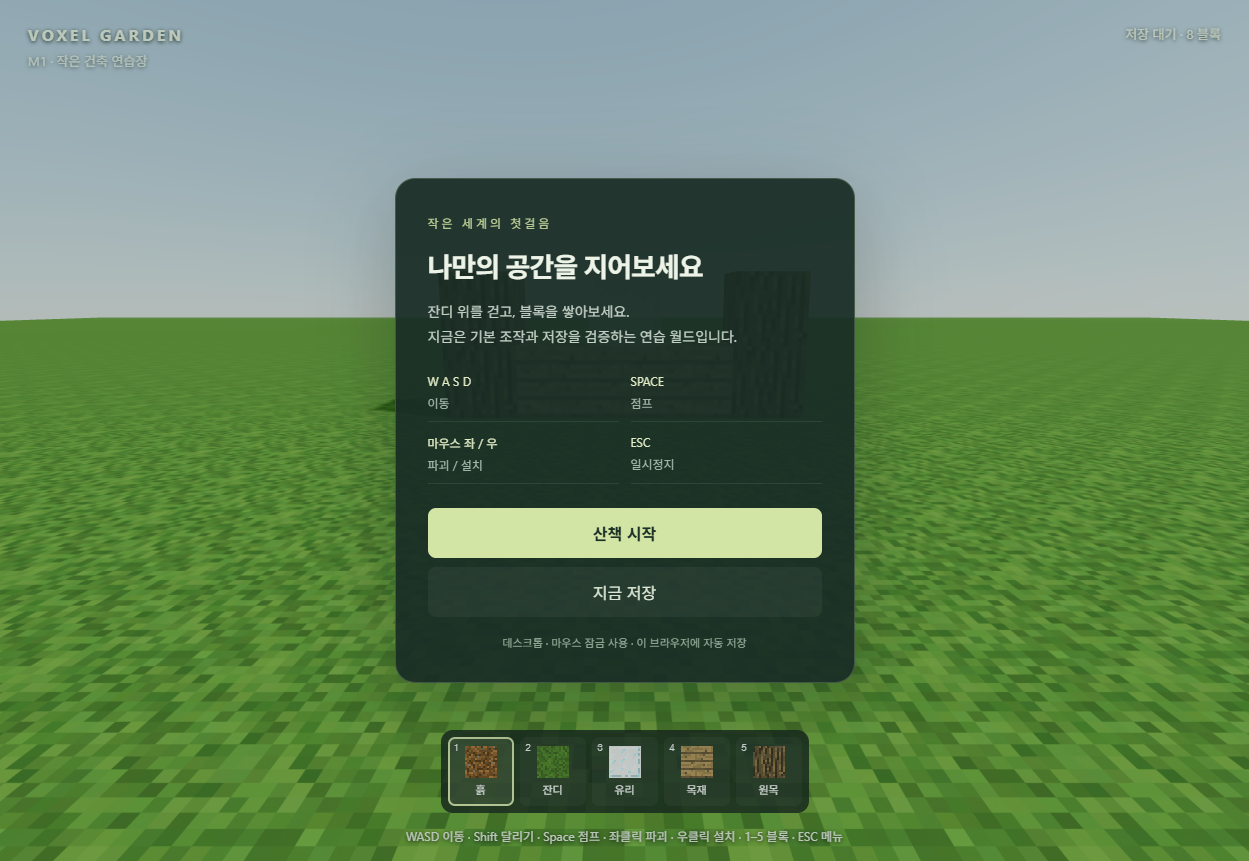 VOXEL GARDEN
M1 · 작은 건축 연습장
저장 대기 · 8 블록
작은 세계의 첫걸음
나만의 공간을 지어보세요
잔디 위를 걷고, 블록을 쌓아보세요.
지금은 기본 조작과 저장을 검증하는 연습 월드입니다.
W A S D
이동
SPACE
점프
마우스 좌 / 우
파괴 / 설치
ESC
일시정지
산책 시작
지금 저장
데스크톱 · 마우스 잠금 사용 · 이 브라우저에 자동 저장
1
흙
2
잔디
3
유리
4
목재
5
원목
WASD 이동 · Shift 달리기 · Space 점프 · 좌클릭 파괴 · 우클릭 설치 · 1–5 블록 · ESC 메뉴